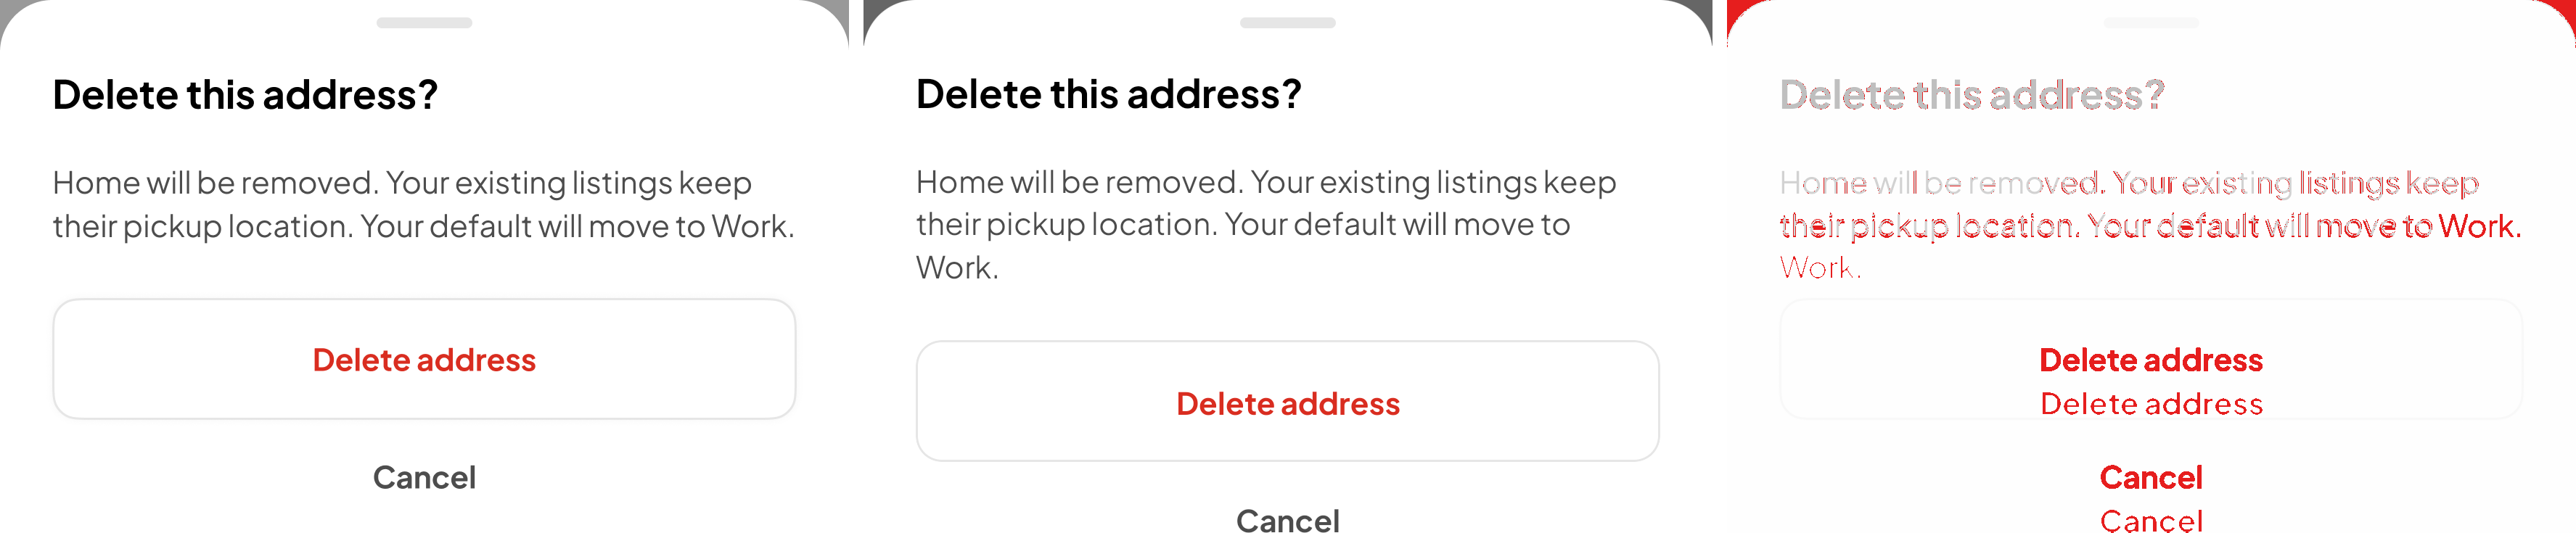 Delete this address?
Home will be removed. Your existing listings keep
their pickup location. Your default will move to Work.
Delete address
Cancel
Delete this address?
Home will be removed. Your existing listings keep
their pickup location. Your default will move to
Work.
Delete address
Cancel
Delete this address?
Home will be removed. Your existing listings keep
their pickup location. Your default will move to Work.
Work.
Delete address
Delete address
Cancel
Cancel